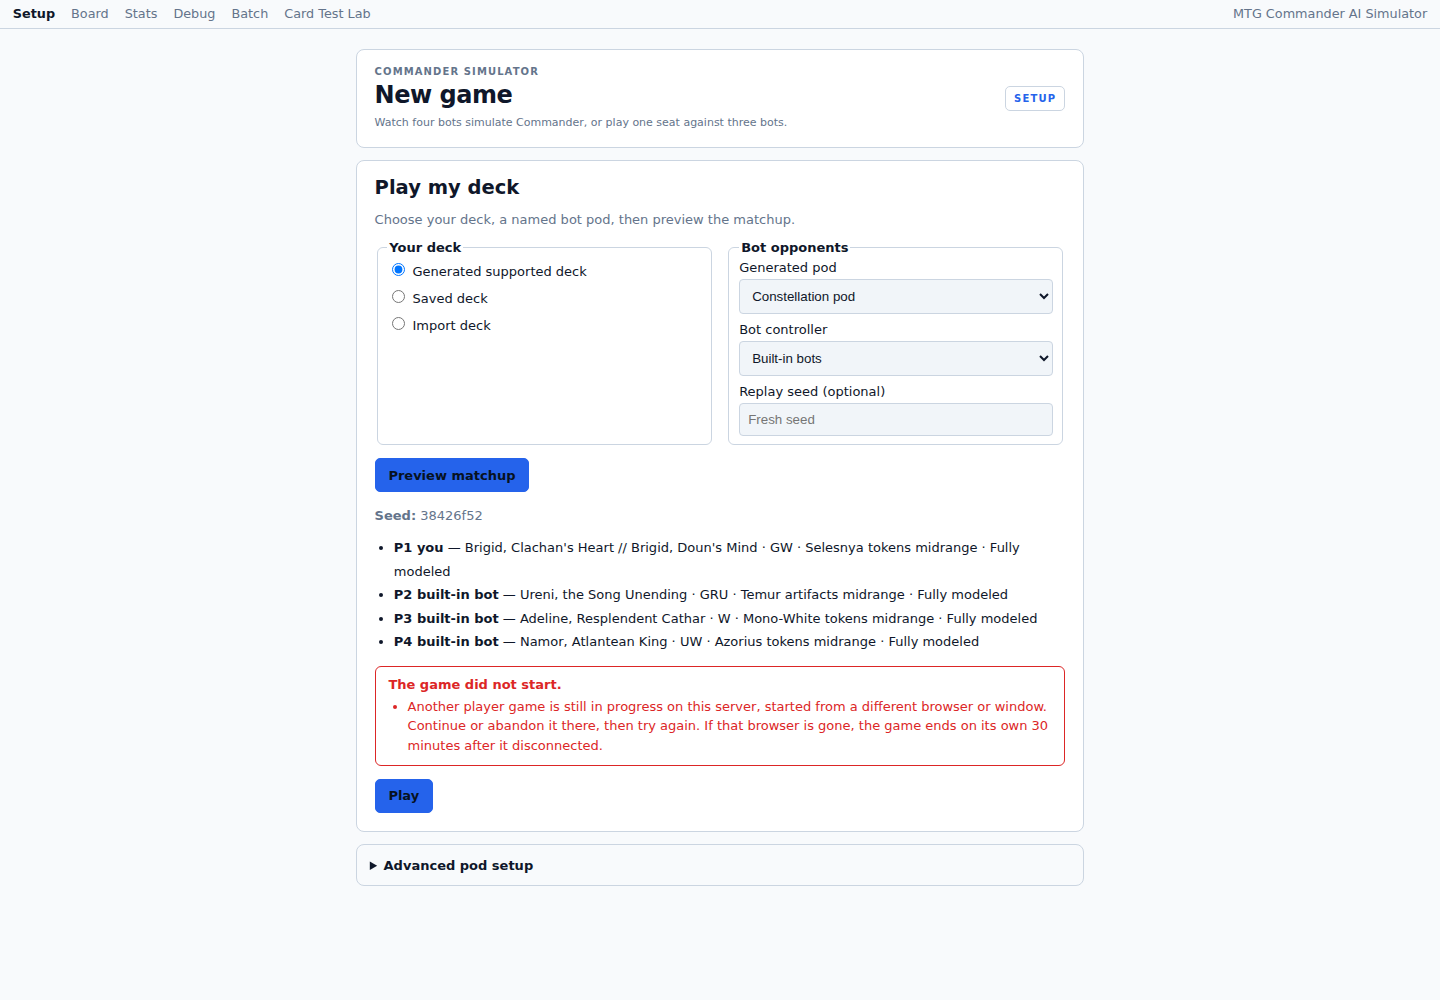 Setup Board Stats Debug Batch Card Test Lab MTG Commander AI Simulator
COMMANDER SIMULATOR
New game
SETUP
Watch four bots simulate Commander, or play one seat against three bots.
Play my deck
Choose your deck, a named bot pod, then preview the matchup.
Your deck
Generated supported deck
Saved deck
Import deck
Bot opponents
Generated pod
Constellation pod
Bot controller
Built-in bots
Replay seed (optional)
Fresh seed
Preview matchup
Seed: 38426f52
• P1 you — Brigid, Clachan's Heart // Brigid, Doun's Mind · GW · Selesnya tokens midrange · Fully
modeled
• P2 built-in bot — Ureni, the Song Unending · GRU · Temur artifacts midrange · Fully modeled
• P3 built-in bot — Adeline, Resplendent Cathar · W · Mono-White tokens midrange · Fully modeled
• P4 built-in bot — Namor, Atlantean King · UW · Azorius tokens midrange · Fully modeled
The game did not start.
• Another player game is still in progress on this server, started from a different browser or window.
Continue or abandon it there, then try again. If that browser is gone, the game ends on its own 30
minutes after it disconnected.
Play
Advanced pod setup